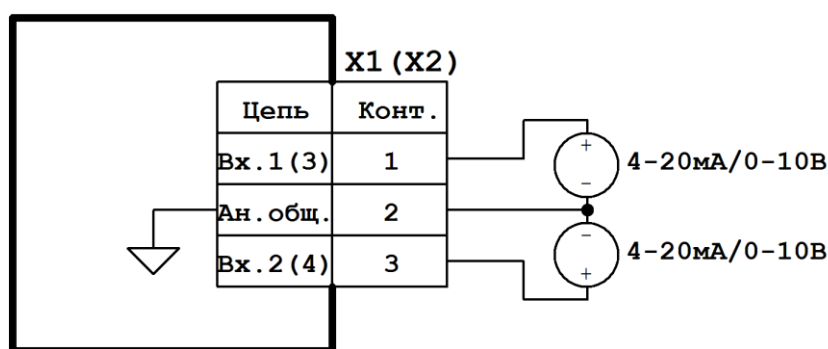 X1(X2)
Цепь Конт.
Вх.1(3) 1
Ан.общ. 2
Вх.2(4) 3
+
4-20мА/0-10В
-
-
4-20мА/0-10В
+